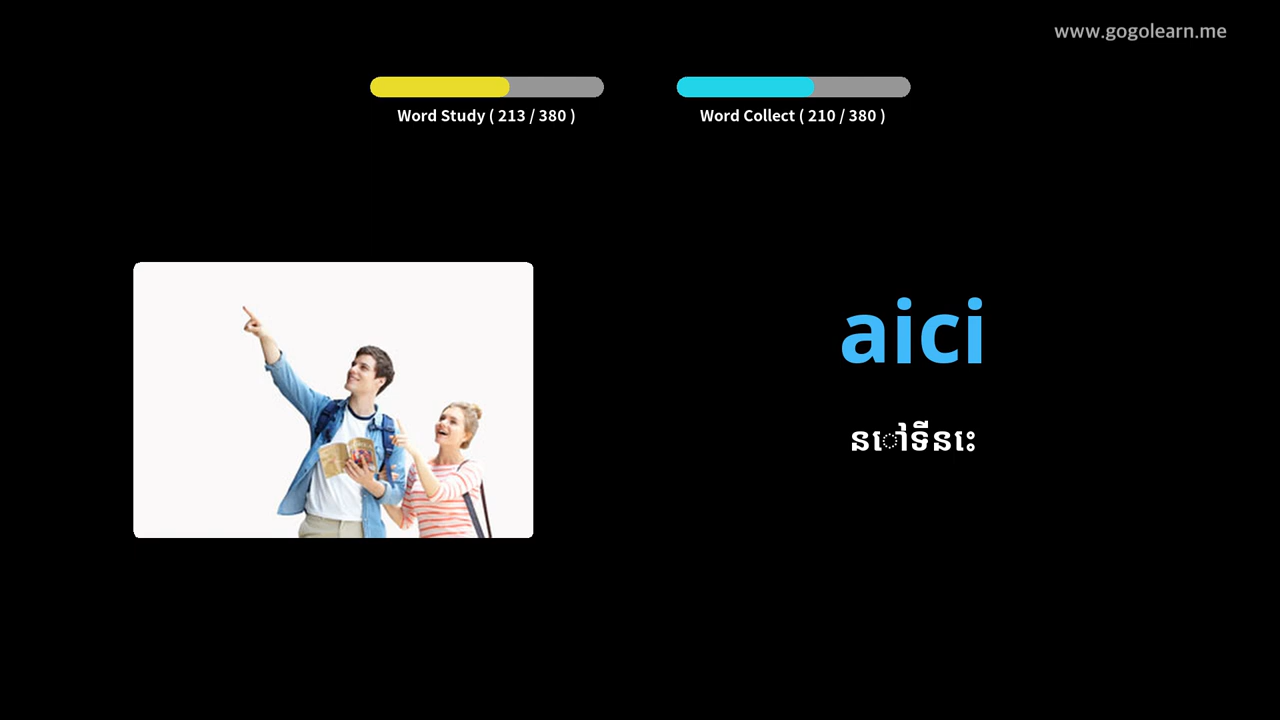 www.gogolearn.me
Word Study ( 213 / 380 )
Word Collect ( 210 / 380 )
aici
នៅទីនេះ